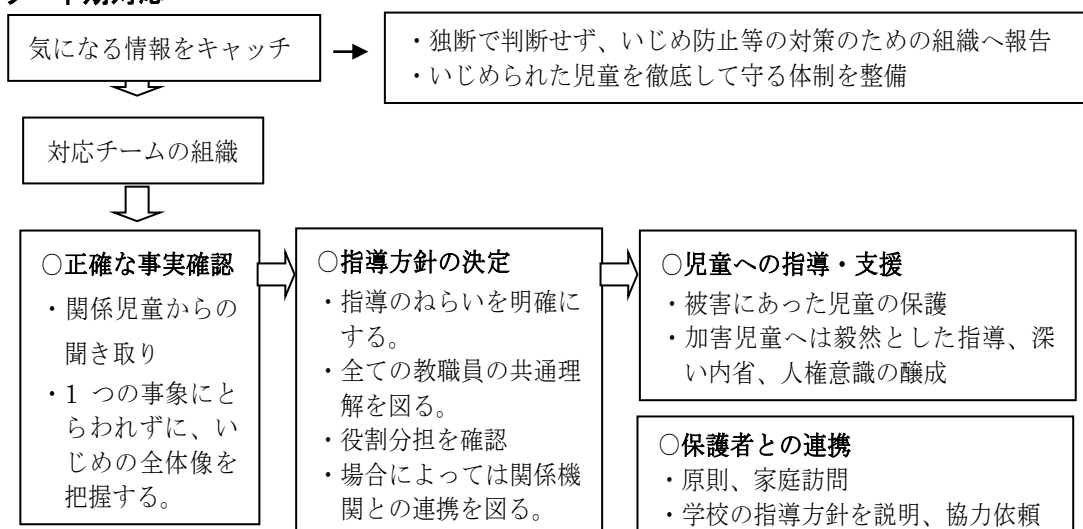 気になる情報をキャッチ
・独断で判断せず、いじめ防止等の対策のための組織へ報告
・いじめられた児童を徹底して守る体制を整備
対応チームの組織
○正確な事実確認
・関係児童からの
聞き取り
・1 つの事象にと
らわれずに、い
じめの全体像を
把握する。
○指導方針の決定
・指導のねらいを明確に
する。
・全ての教職員の共通理
解を図る。
・役割分担を確認
・場合によっては関係機
関との連携を図る。
○児童への指導・支援
・被害にあった児童の保護
・加害児童へは毅然とした指導、深
い内省、人権意識の醸成
○保護者との連携
・原則、家庭訪問
・学校の指導方針を説明、協力依頼